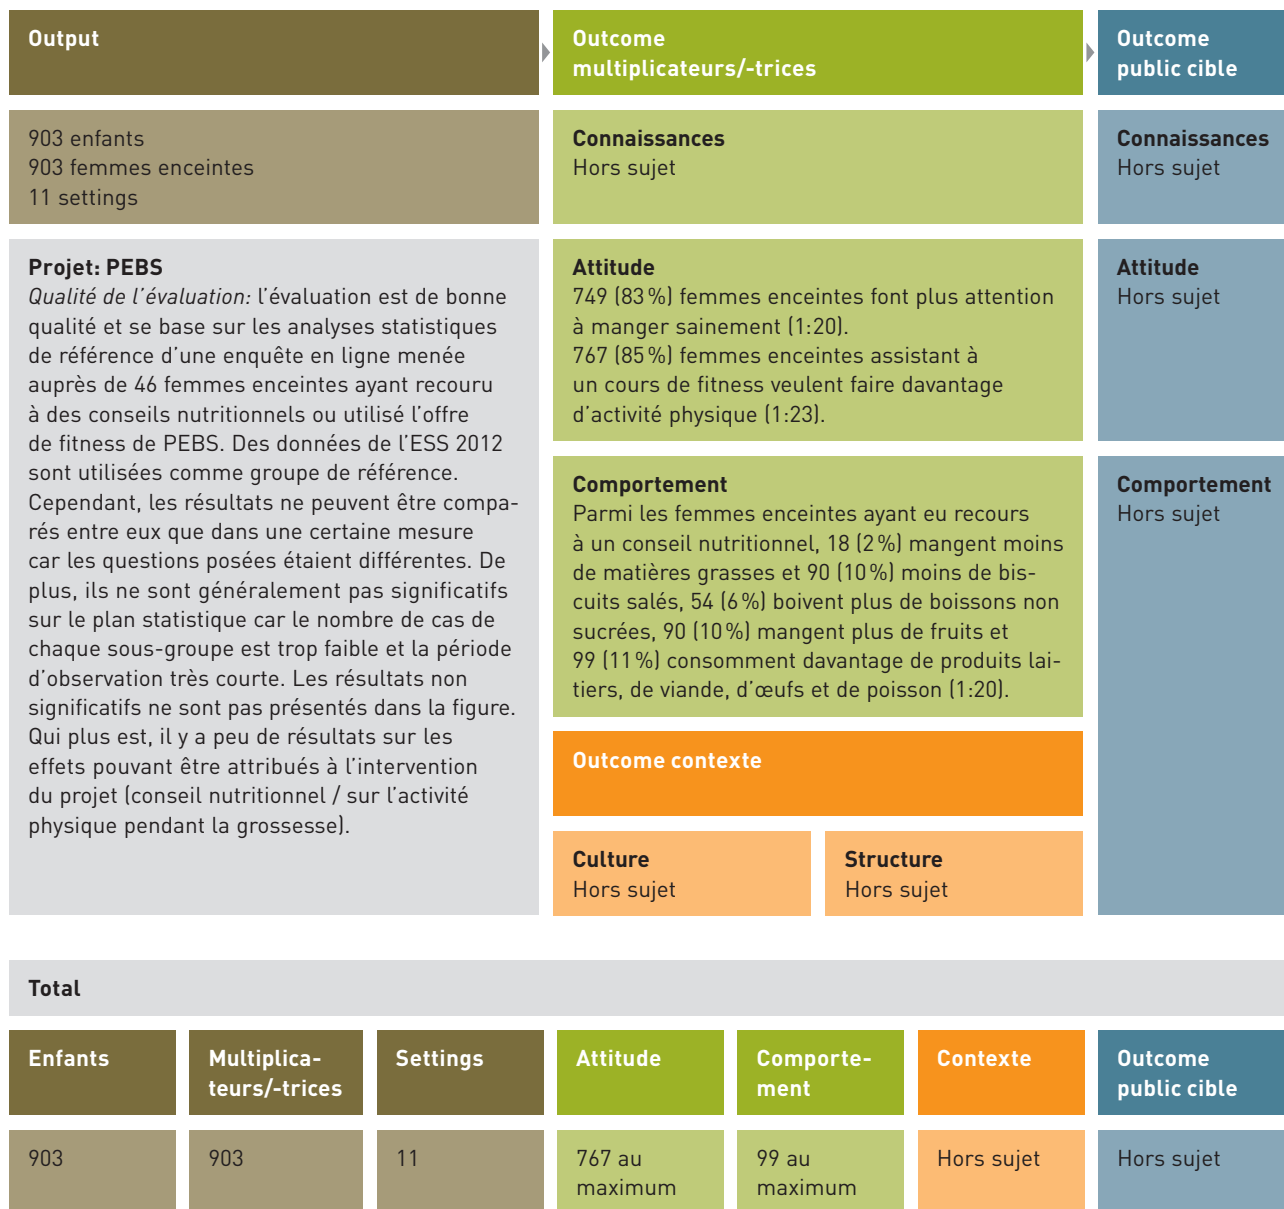 Output
Outcome
multiplicateurs/-trices
Outcome
public cible
903 enfants
903 femmes enceintes
11 settings
Connaissances
Hors sujet
Connaissances
Hors sujet
Projet: PEBS
Qualité de l’évaluation: l’évaluation est de bonne
qualité et se base sur les analyses statistiques
de référence d’une enquête en ligne menée
auprès de 46 femmes enceintes ayant recouru
à des conseils nutritionnels ou utilisé l’offre
de fitness de PEBS. Des données de l’ESS 2012
sont utilisées comme groupe de référence.
Cependant, les résultats ne peuvent être compa-
rés entre eux que dans une certaine mesure
car les questions posées étaient différentes. De
plus, ils ne sont généralement pas significatifs
sur le plan statistique car le nombre de cas de
chaque sous-groupe est trop faible et la période
d’observation très courte. Les résultats non
significatifs ne sont pas présentés dans la figure.
Qui plus est, il y a peu de résultats sur les
effets pouvant être attribués à l’intervention
du projet (conseil nutritionnel / sur l’activité
physique pendant la grossesse).
Attitude
749 (83 %) femmes enceintes font plus attention
à manger sainement (1:20).
767 (85 %) femmes enceintes assistant à
un cours de fitness veulent faire davantage
d’activité physique (1:23).
Attitude
Hors sujet
Comportement
Parmi les femmes enceintes ayant eu recours
à un conseil nutritionnel, 18 (2 %) mangent moins
de matières grasses et 90 (10 %) moins de bis-
cuits salés, 54 (6 %) boivent plus de boissons non
sucrées, 90 (10 %) mangent plus de fruits et
99 (11 %) consomment davantage de produits lai-
tiers, de viande, d’œufs et de poisson (1:20).
Comportement
Hors sujet
Outcome contexte
Culture
Hors sujet
Structure
Hors sujet
Total
Enfants
Multiplica-
teurs/-trices
Settings
Attitude
Comporte-
ment
Contexte
Outcome
public cible
903
903
11
767 au
maximum
99 au
maximum
Hors sujet
Hors sujet